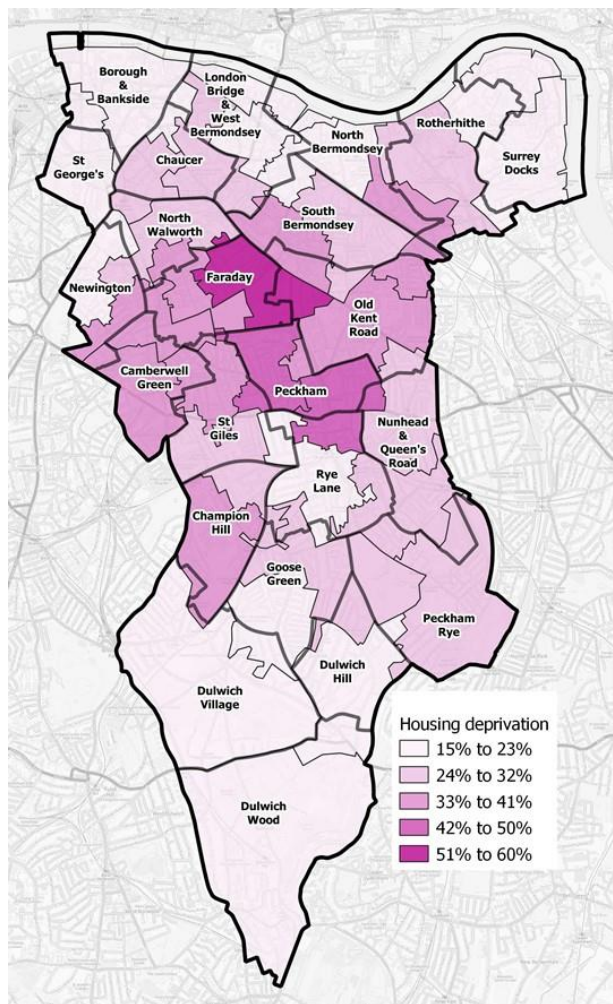 Borough
&
Bankside
London
Bridge
&
West
Bermondsey
North
Bermondsey
Rotherhithe
Surrey
Docks
St
George's
Chaucer
South
Bermondsey
North
Walworth
Newington
Faraday
Old
Kent
Road
Camberwell
Green
Peckham
St
Giles
Nunhead
&
Queen's
Road
Rye
Lane
Champion
Hill
Goose
Green
Peckham
Rye
Dulwich
Hill
Dulwich
Village
Dulwich
Wood
Housing deprivation
15% to 23%
24% to 32%
33% to 41%
42% to 50%
51% to 60%